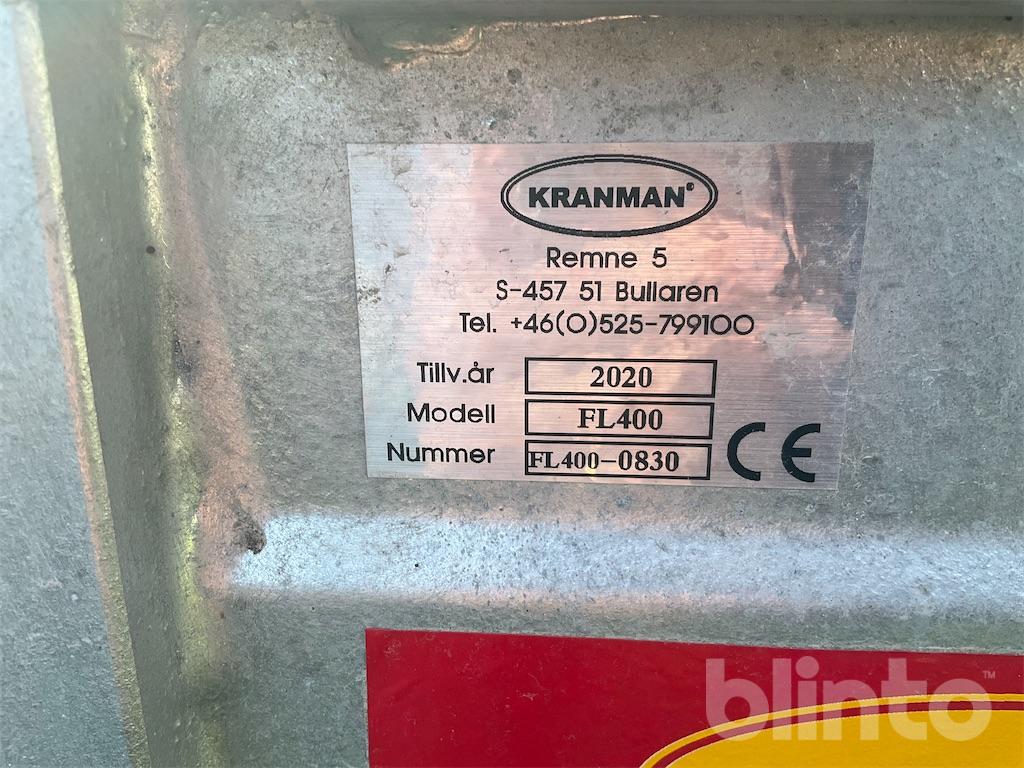 KRANMAN®
Remne 5
S-457 51 Bullaren
Tel. +46(0)525-799100
Tillv.år 2020
Modell FL400
Nummer FL400-0830
CE
blinto™